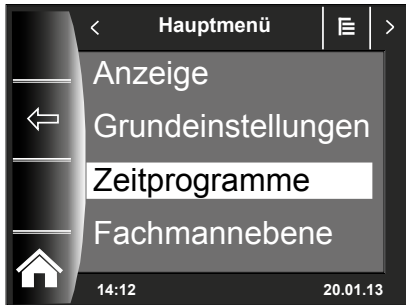 < Hauptmenü >
Anzeige
Grundeinstellungen
Zeitprogramme
Fachmannebene
14:12 20.01.13